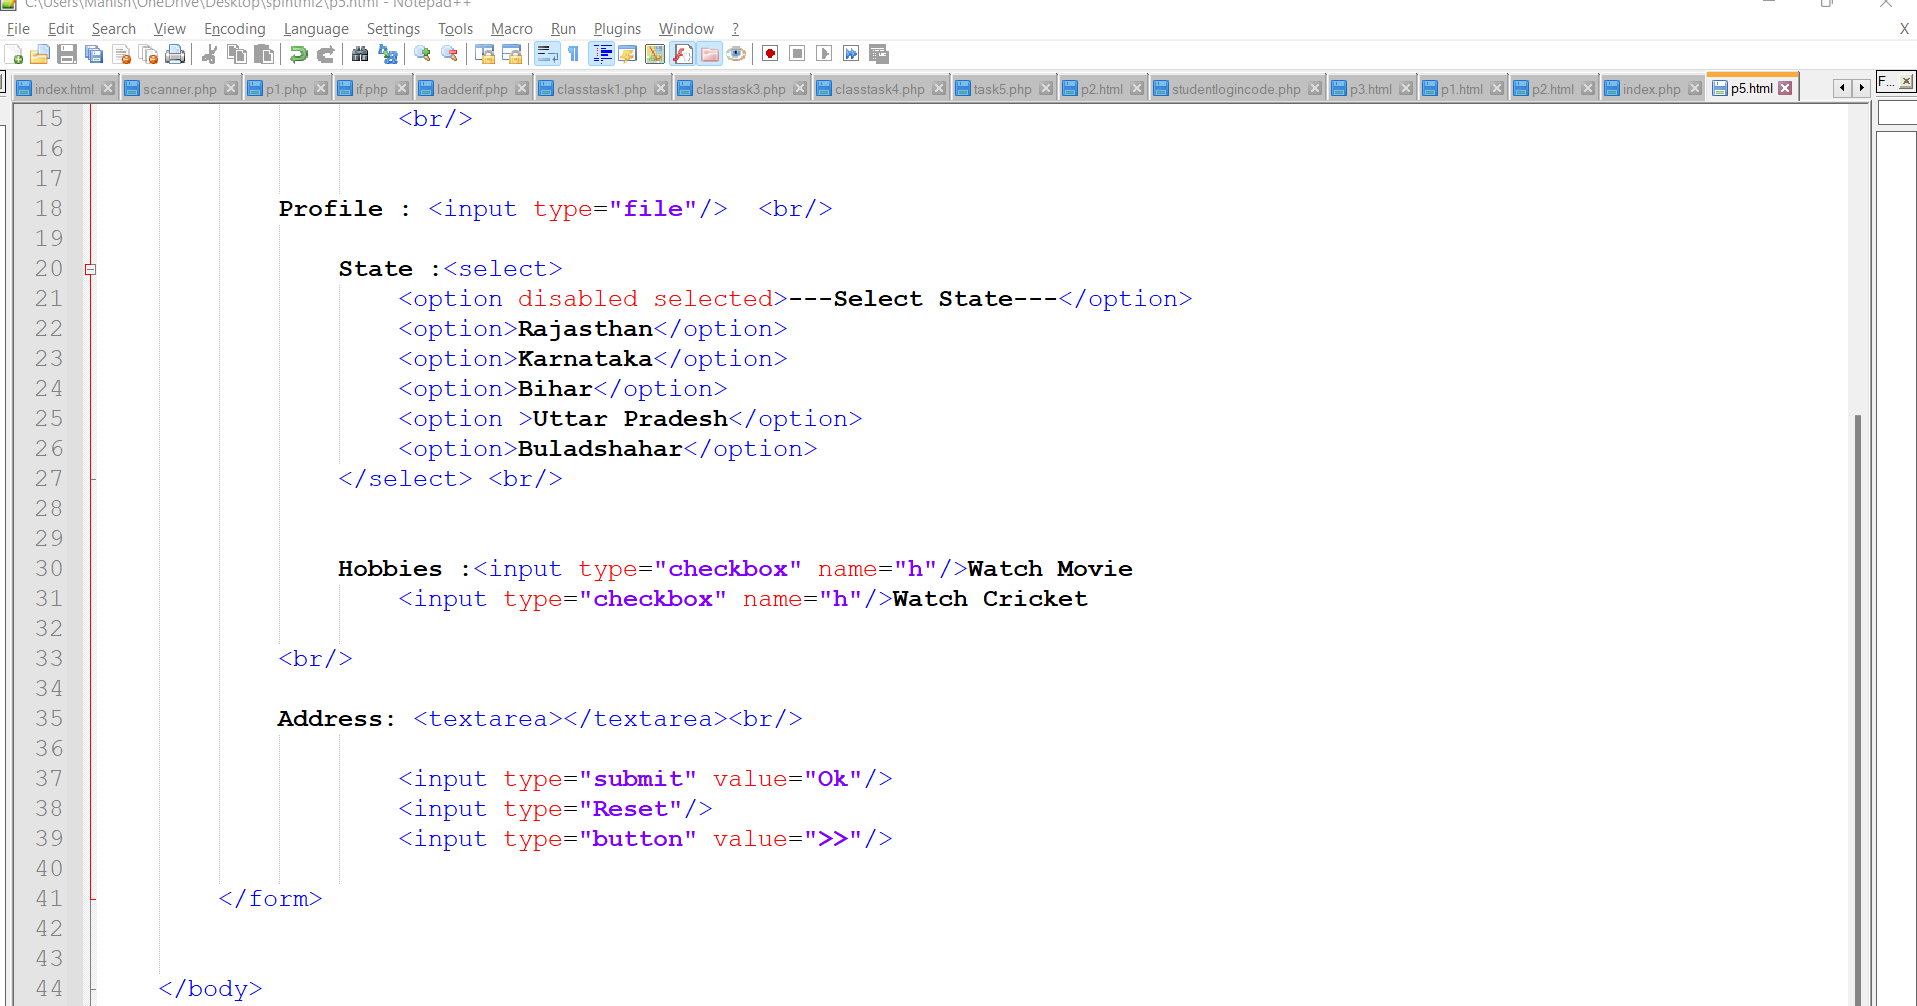 C:\Users\Manish\OneDrive\Desktop\spihtml2\p5.html - Notepad++
File Edit Search View Encoding Language Settings Tools Macro Run Plugins Window ?
X
index.html scanner.php p1.php if.php ladderif.php classtask1.php classtask3.php classtask4.php task5.php p2.html studentlogincode.php p3.html p1.html p2.html index.php p5.html
F...
15 <br/>
16
17
18 Profile : <input type="file"/>  <br/>
19
20 State :<select>
21 <option disabled selected>---Select State---</option>
22 <option>Rajasthan</option>
23 <option>Karnataka</option>
24 <option>Bihar</option>
25 <option >Uttar Pradesh</option>
26 <option>Buladshahar</option>
27 </select> <br/>
28
29
30 Hobbies :<input type="checkbox" name="h"/>Watch Movie
31 <input type="checkbox" name="h"/>Watch Cricket
32
33 <br/>
34
35 Address: <textarea></textarea><br/>
36
37 <input type="submit" value="Ok"/>
38 <input type="Reset"/>
39 <input type="button" value=">>"/>
40
41 </form>
42
43
44 </body>